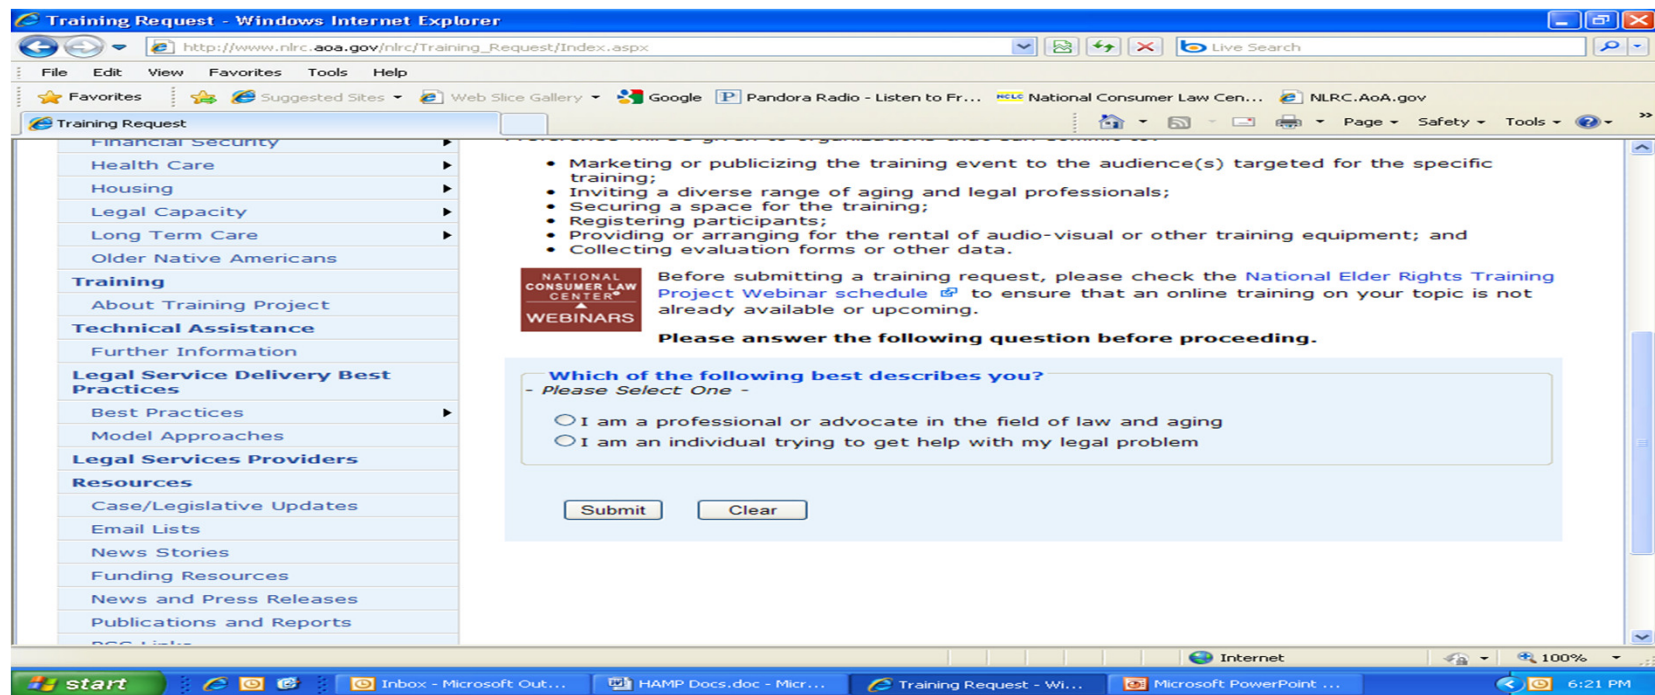 Training Request - Windows Internet Explorer
http://www.nlrc.aoa.gov/nlrc/Training_Request/Index.aspx
Live Search
File Edit View Favorites Tools Help
Favorites Suggested Sites Web Slice Gallery Google Pandora Radio - Listen to Fr... NCLC National Consumer Law Cen... NLRC.AoA.gov
Training Request
Page Safety Tools
Financial Security
Health Care
Housing
Legal Capacity
Long Term Care
Older Native Americans
Training
About Training Project
Technical Assistance
Further Information
Legal Service Delivery Best
Practices
Best Practices
Model Approaches
Legal Services Providers
Resources
Case/Legislative Updates
Email Lists
News Stories
Funding Resources
News and Press Releases
Publications and Reports
• Marketing or publicizing the training event to the audience(s) targeted for the specific
training;
• Inviting a diverse range of aging and legal professionals;
• Securing a space for the training;
• Registering participants;
• Providing or arranging for the rental of audio-visual or other training equipment; and
• Collecting evaluation forms or other data.
NATIONAL
CONSUMER LAW
CENTER®
WEBINARS
Before submitting a training request, please check the National Elder Rights Training
Project Webinar schedule to ensure that an online training on your topic is not
already available or upcoming.
Please answer the following question before proceeding.
Which of the following best describes you?
- Please Select One -
I am a professional or advocate in the field of law and aging
I am an individual trying to get help with my legal problem
Submit Clear
Internet 100%
start Inbox - Microsoft Out... HAMP Docs.doc - Micr... Training Request - Wi... Microsoft PowerPoint ... 6:21 PM